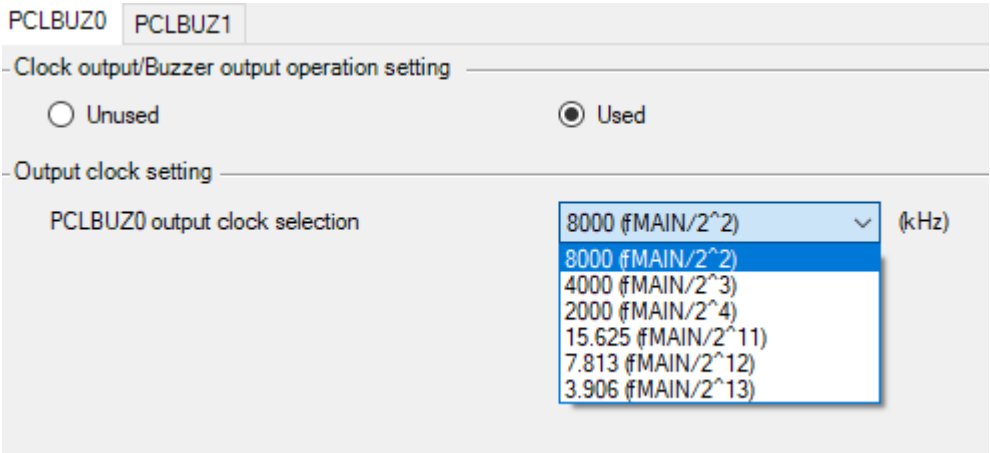 PCLBUZ0 PCLBUZ1
Clock output/Buzzer output operation setting
Unused Used
Output clock setting
PCLBUZ0 output clock selection 8000 (fMAIN/2^2) (kHz)
8000 (fMAIN/2^2)
4000 (fMAIN/2^3)
2000 (fMAIN/2^4)
15.625 (fMAIN/2^11)
7.813 (fMAIN/2^12)
3.906 (fMAIN/2^13)